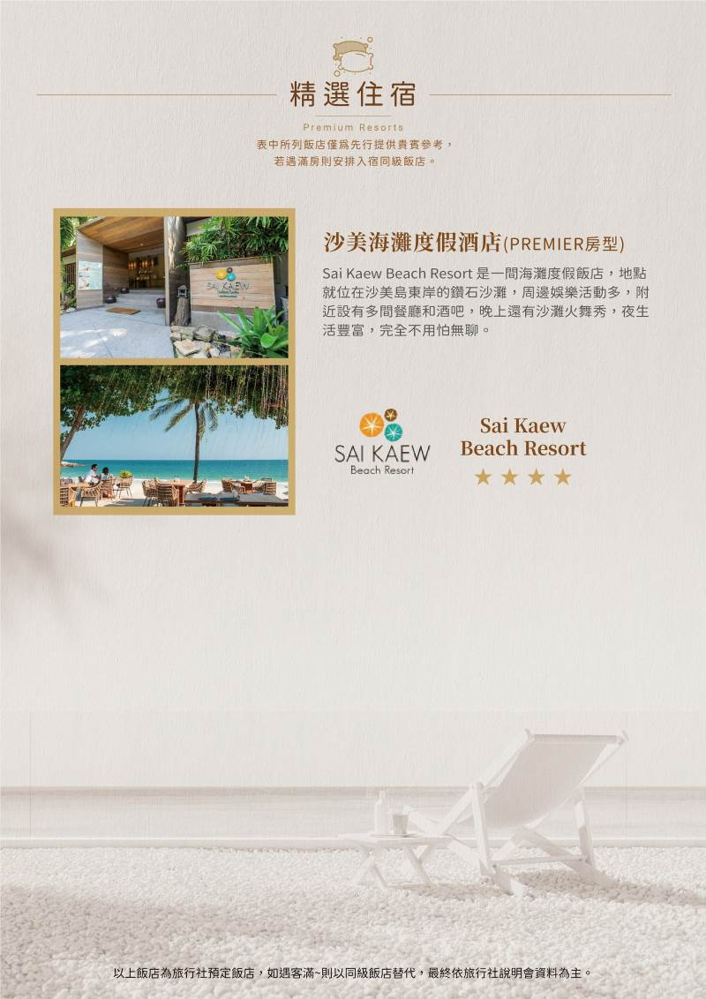 精選住宿
Premium Resorts
表中所列飯店僅爲先行提供貴賓參考，
若遇滿房則安排入宿同級飯店。
SAI KAEW
沙美海灘度假酒店(PREMIER房型)
Sai Kaew Beach Resort 是一間海灘度假飯店，地點
就位在沙美島東岸的鑽石沙灘，周邊娛樂活動多，附
近設有多間餐廳和酒吧，晚上還有沙灘火舞秀，夜生
活豐富，完全不用怕無聊。
SAI KAEW
Beach Resort
Sai Kaew
Beach Resort
以上飯店為旅行社預定飯店，如遇客滿~則以同級飯店替代，最終依旅行社說明會資料為主。